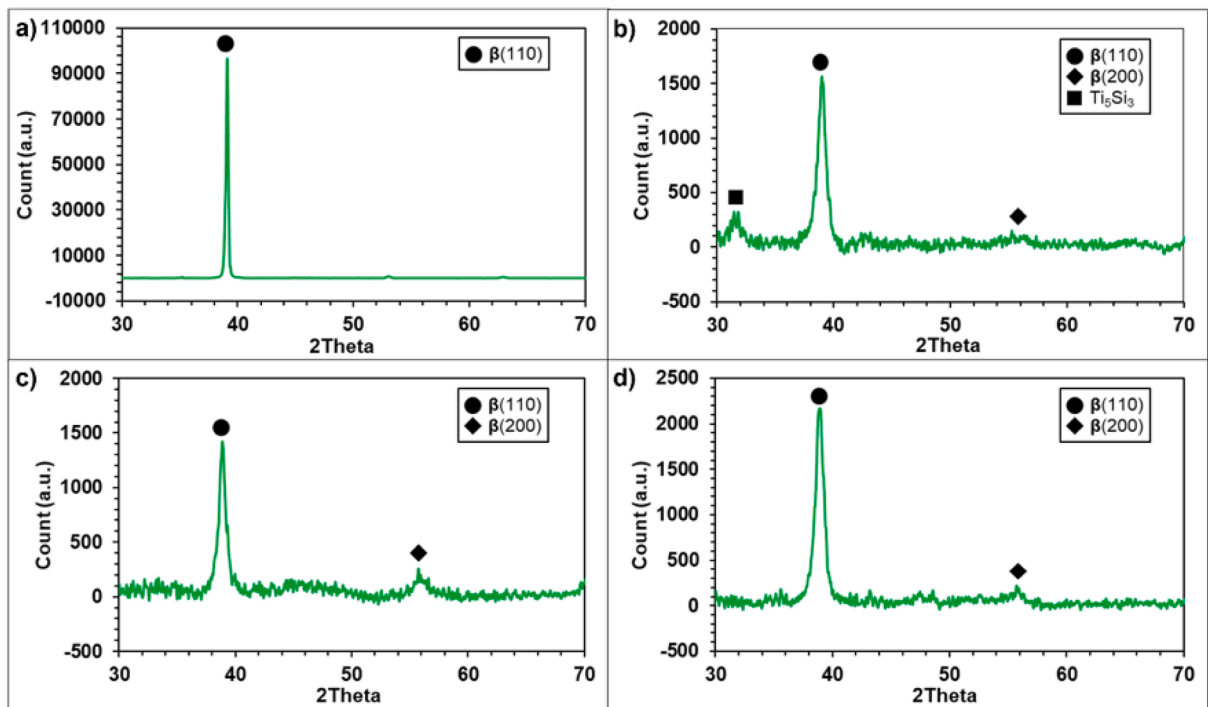 a)
110000
90000
70000
50000
30000
10000
-10000
30 40 50 60 70
2Theta
Count (a.u.)
β(110)
b)
2000
1500
1000
500
0
-500
30 40 50 60 70
2Theta
Count (a.u.)
β(110)
β(200)
Ti₅Si₃
c)
2000
1500
1000
500
0
-500
30 40 50 60 70
2Theta
Count (a.u.)
β(110)
β(200)
d)
2500
2000
1500
1000
500
0
-500
30 40 50 60 70
2Theta
Count (a.u.)
β(110)
β(200)